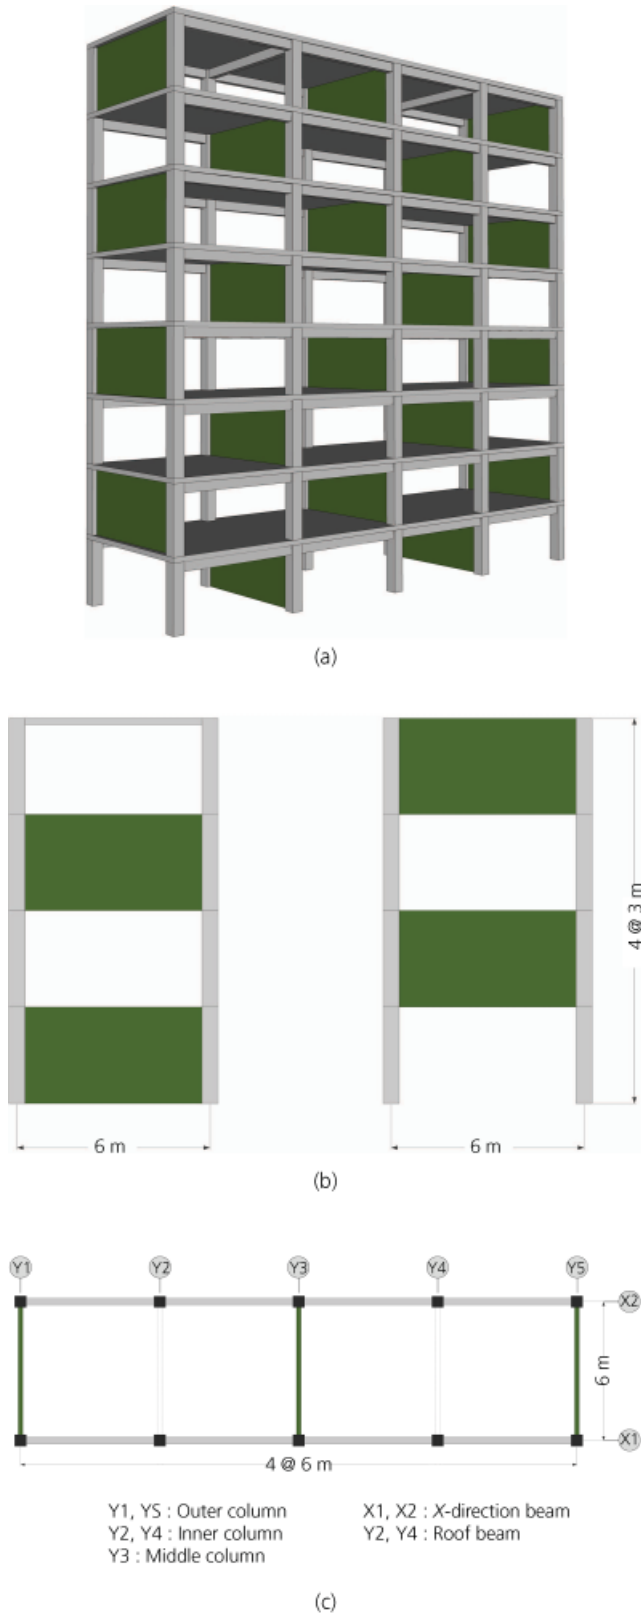 (a)
4 @ 3 m
6 m
6 m
(b)
Y1 Y2 Y3 Y4 Y5
X2
6 m
X1
4 @ 6 m
Y1, Y5 : Outer column
Y2, Y4 : Inner column
Y3 : Middle column
X1, X2 : X-direction beam
Y2, Y4 : Roof beam
(c)